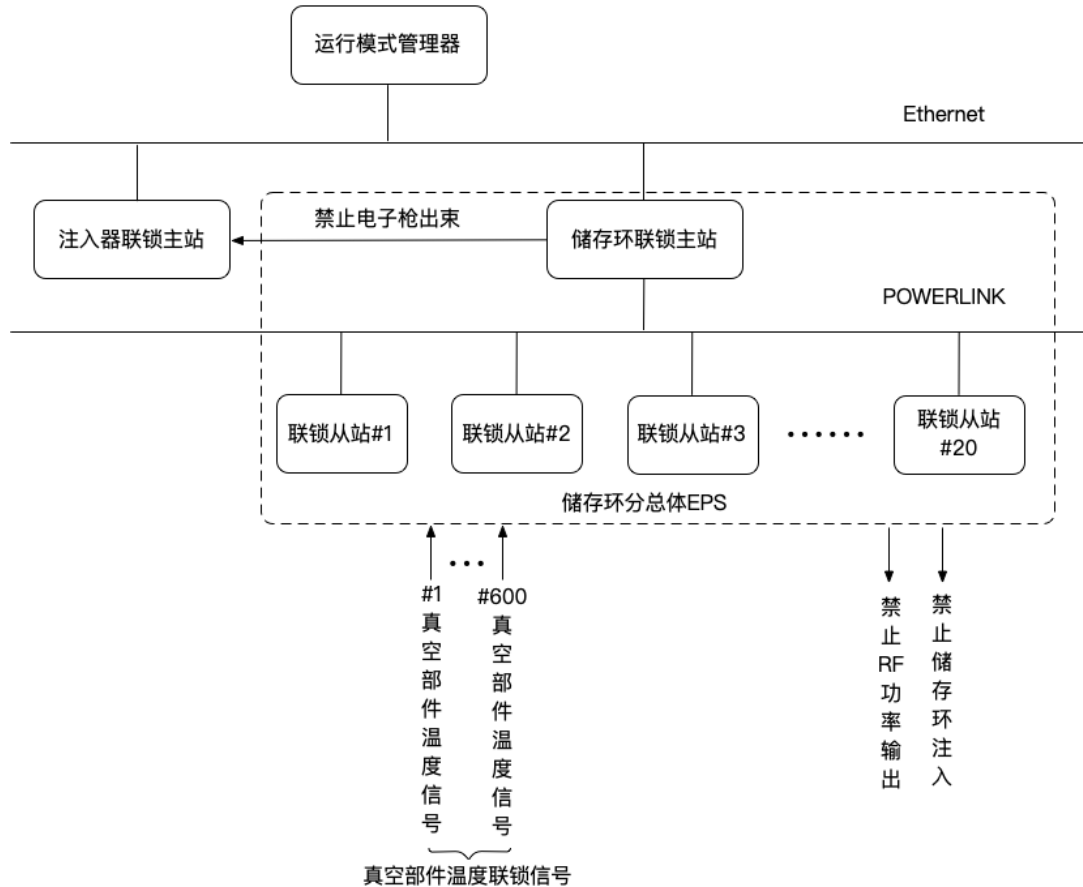 运行模式管理器
Ethernet
注入器联锁主站
禁止电子枪出束
储存环联锁主站
POWERLINK
联锁从站#1
联锁从站#2
联锁从站#3
······
联锁从站
#20
储存环分总体EPS
#1真空部件温度信号
···
#600真空部件温度信号
禁止RF功率输出
禁止储存环注入
真空部件温度联锁信号